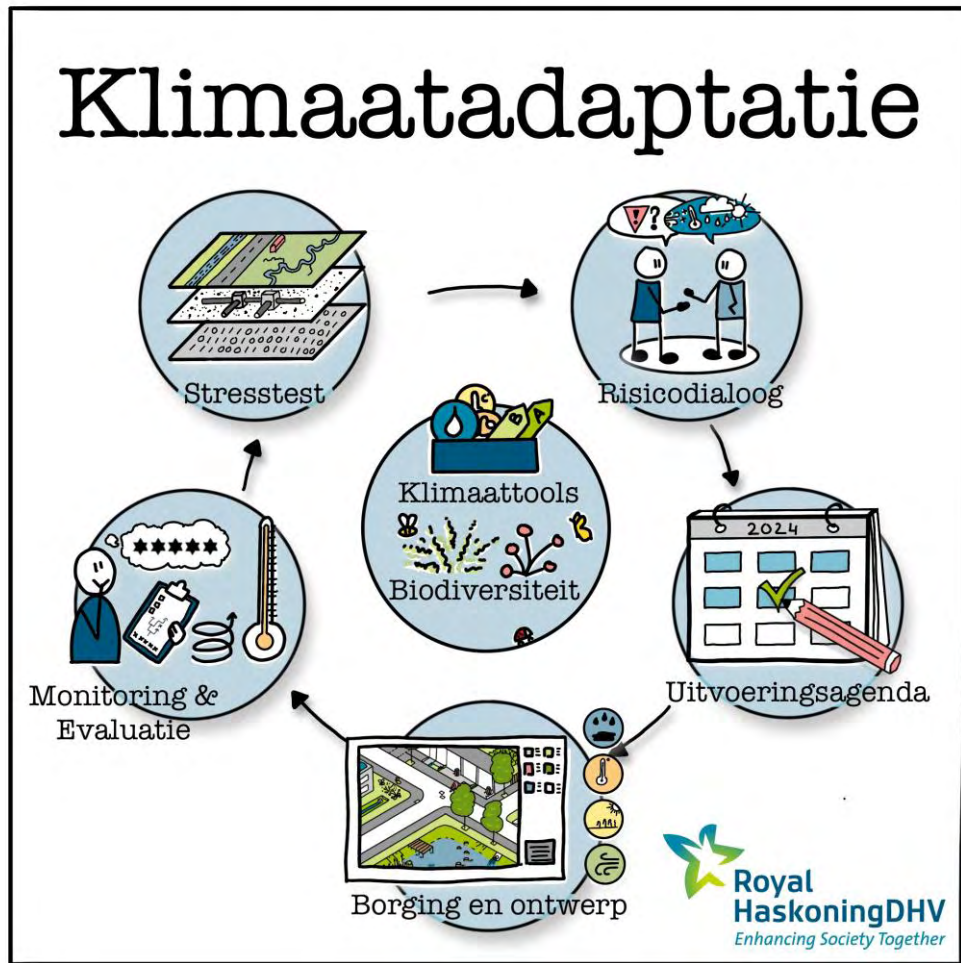 Klimaatadaptatie
Stresstest
!?
Risicodialoog
°C
B
A
Klimaattools
Biodiversiteit
2024
Uitvoeringsagenda
Monitoring &
Evaluatie
Borging en ontwerp
Royal
HaskoningDHV
Enhancing Society Together